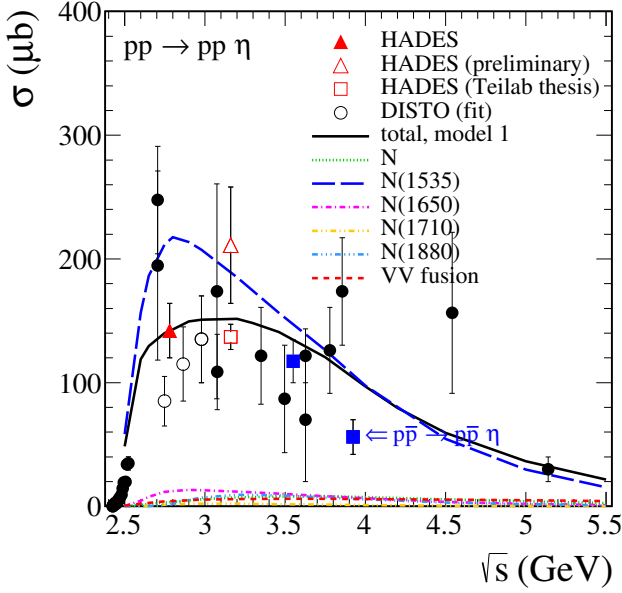 σ (μb)
400
300
200
100
0
pp → pp η
HADES
HADES (preliminary)
HADES (Teilab thesis)
DISTO (fit)
total, model 1
N
N(1535)
N(1650)
N(1710)
N(1880)
VV fusion
⇐ pp̄ → pp̄ η
2.5 3 3.5 4 4.5 5 5.5
√s (GeV)